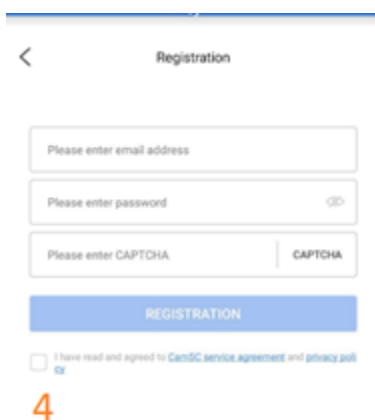 Registration
Please enter email address
Please enter password
Please enter CAPTCHA
CAPTCHA
REGISTRATION
I have read and agreed to CamSC service agreement and privacy poli
cy
4